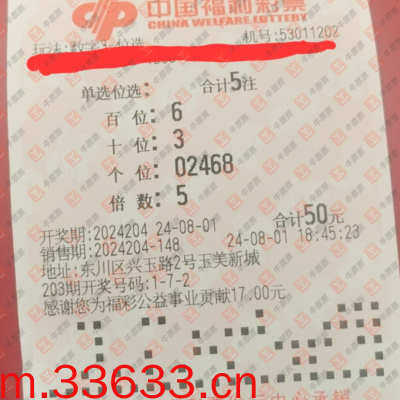 中国福利彩票
CHINA WELFARE LOTTERY
机号:53011202
单选位选: 合计5注
百位: 6
十位: 3
个位: 02468
倍数: 5
合计50元
开奖期:2024204 24-08-01
销售期:2024204-148 24-08-01 18:45:23
地址:东川区兴玉路2号玉美新城
203期开奖号码:1-7-2
感谢您为福彩公益事业贡献17.00元!
m.33633.cn